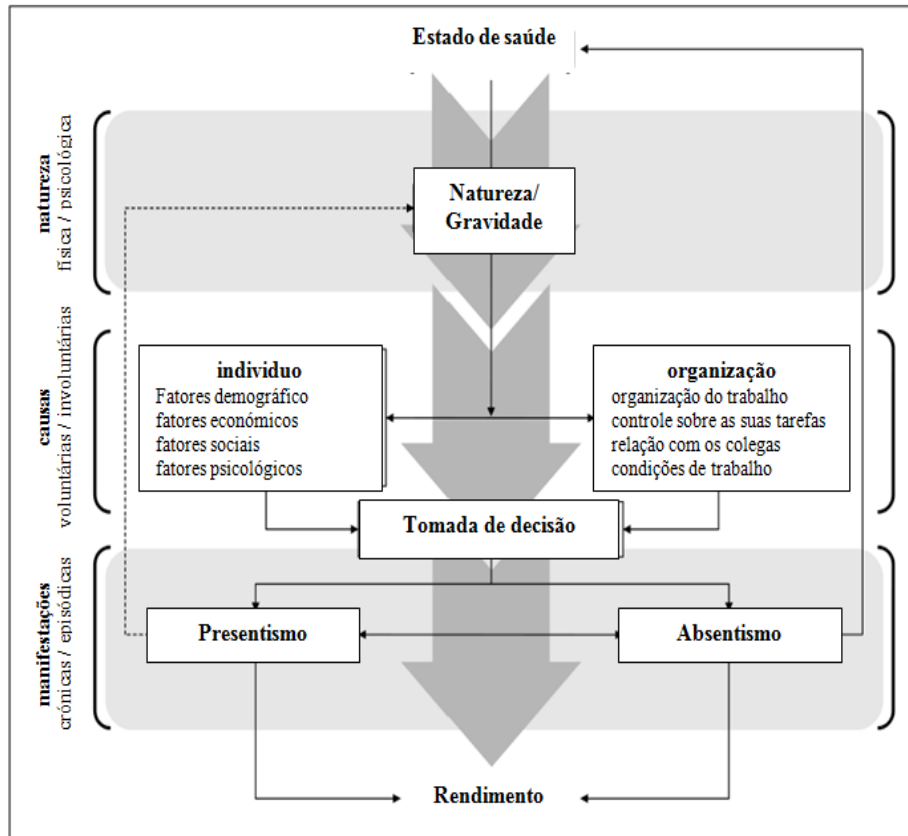 Estado de saúde
natureza
física / psicológica
Natureza/
Gravidade
causas
voluntárias / involuntárias
individuo
Fatores demográfico
fatores económicos
fatores sociais
fatores psicológicos
organização
organização do trabalho
controle sobre as suas tarefas
relação com os colegas
condições de trabalho
Tomada de decisão
manifestações
crónicas / episódicas
Presentismo
Absentismo
Rendimento